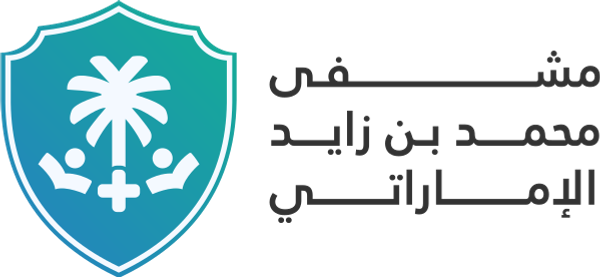 مشفى
محمد بن زايد
الإماراتي